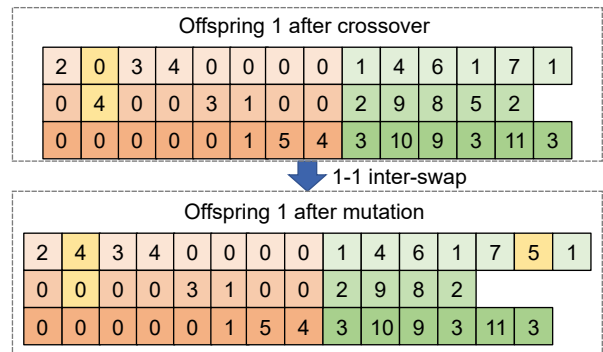 Offspring 1 after crossover
2 0 3 4 0 0 0 0 1 4 6 1 7 1
0 4 0 0 3 1 0 0 2 9 8 5 2
0 0 0 0 0 1 5 4 3 10 9 3 11 3
1-1 inter-swap
Offspring 1 after mutation
2 4 3 4 0 0 0 0 1 4 6 1 7 5 1
0 0 0 0 3 1 0 0 2 9 8 2
0 0 0 0 0 1 5 4 3 10 9 3 11 3